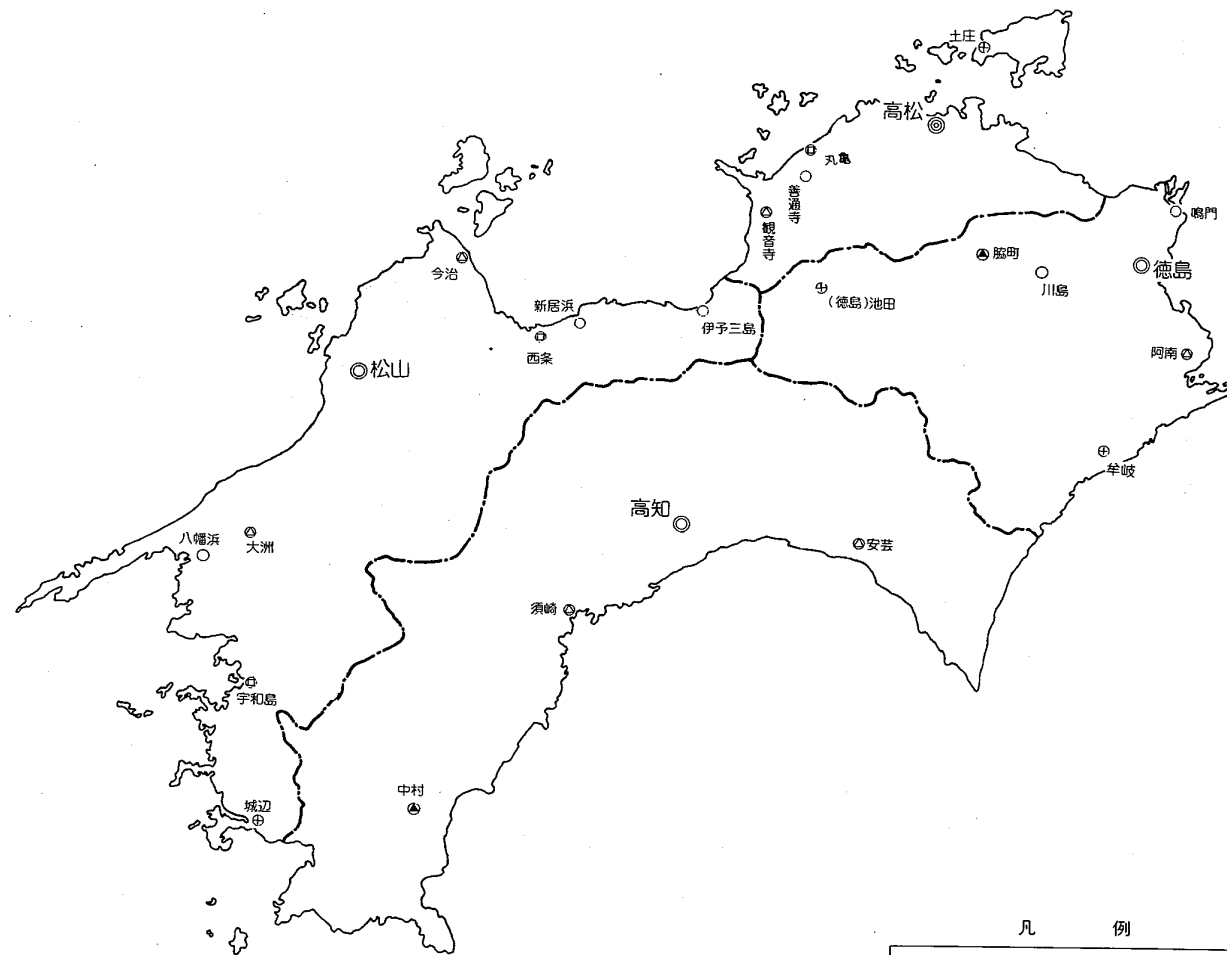 土庄
高松
丸亀
善通寺
観音寺
鳴門
脇町
徳島
川島
(徳島)池田
今治
新居浜
伊予三島
西条
松山
阿南
牟岐
高知
安芸
八幡浜
大洲
須崎
宇和島
中村
城辺
凡例